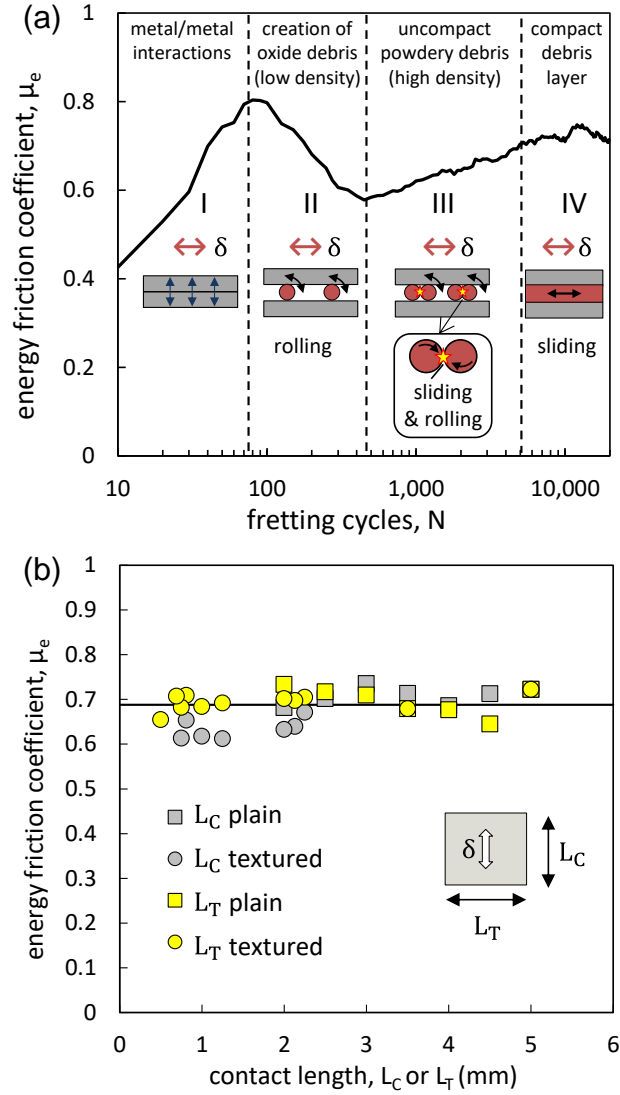 (a)
metal/metal
interactions
creation of
oxide debris
(low density)
uncompact
powdery debris
(high density)
compact
debris
layer
energy friction coefficient, μe
1
0.8
0.6
0.4
0.2
0
I
II
III
IV
δ
δ
δ
δ
rolling
sliding
& rolling
sliding
10
100
1,000
10,000
fretting cycles, N
(b)
energy friction coefficient, μe
1
0.9
0.8
0.7
0.6
0.5
0.4
0.3
0.2
0.1
0
LC plain
LC textured
LT plain
LT textured
δ
LC
LT
0 1 2 3 4 5 6
contact length, LC or LT (mm)